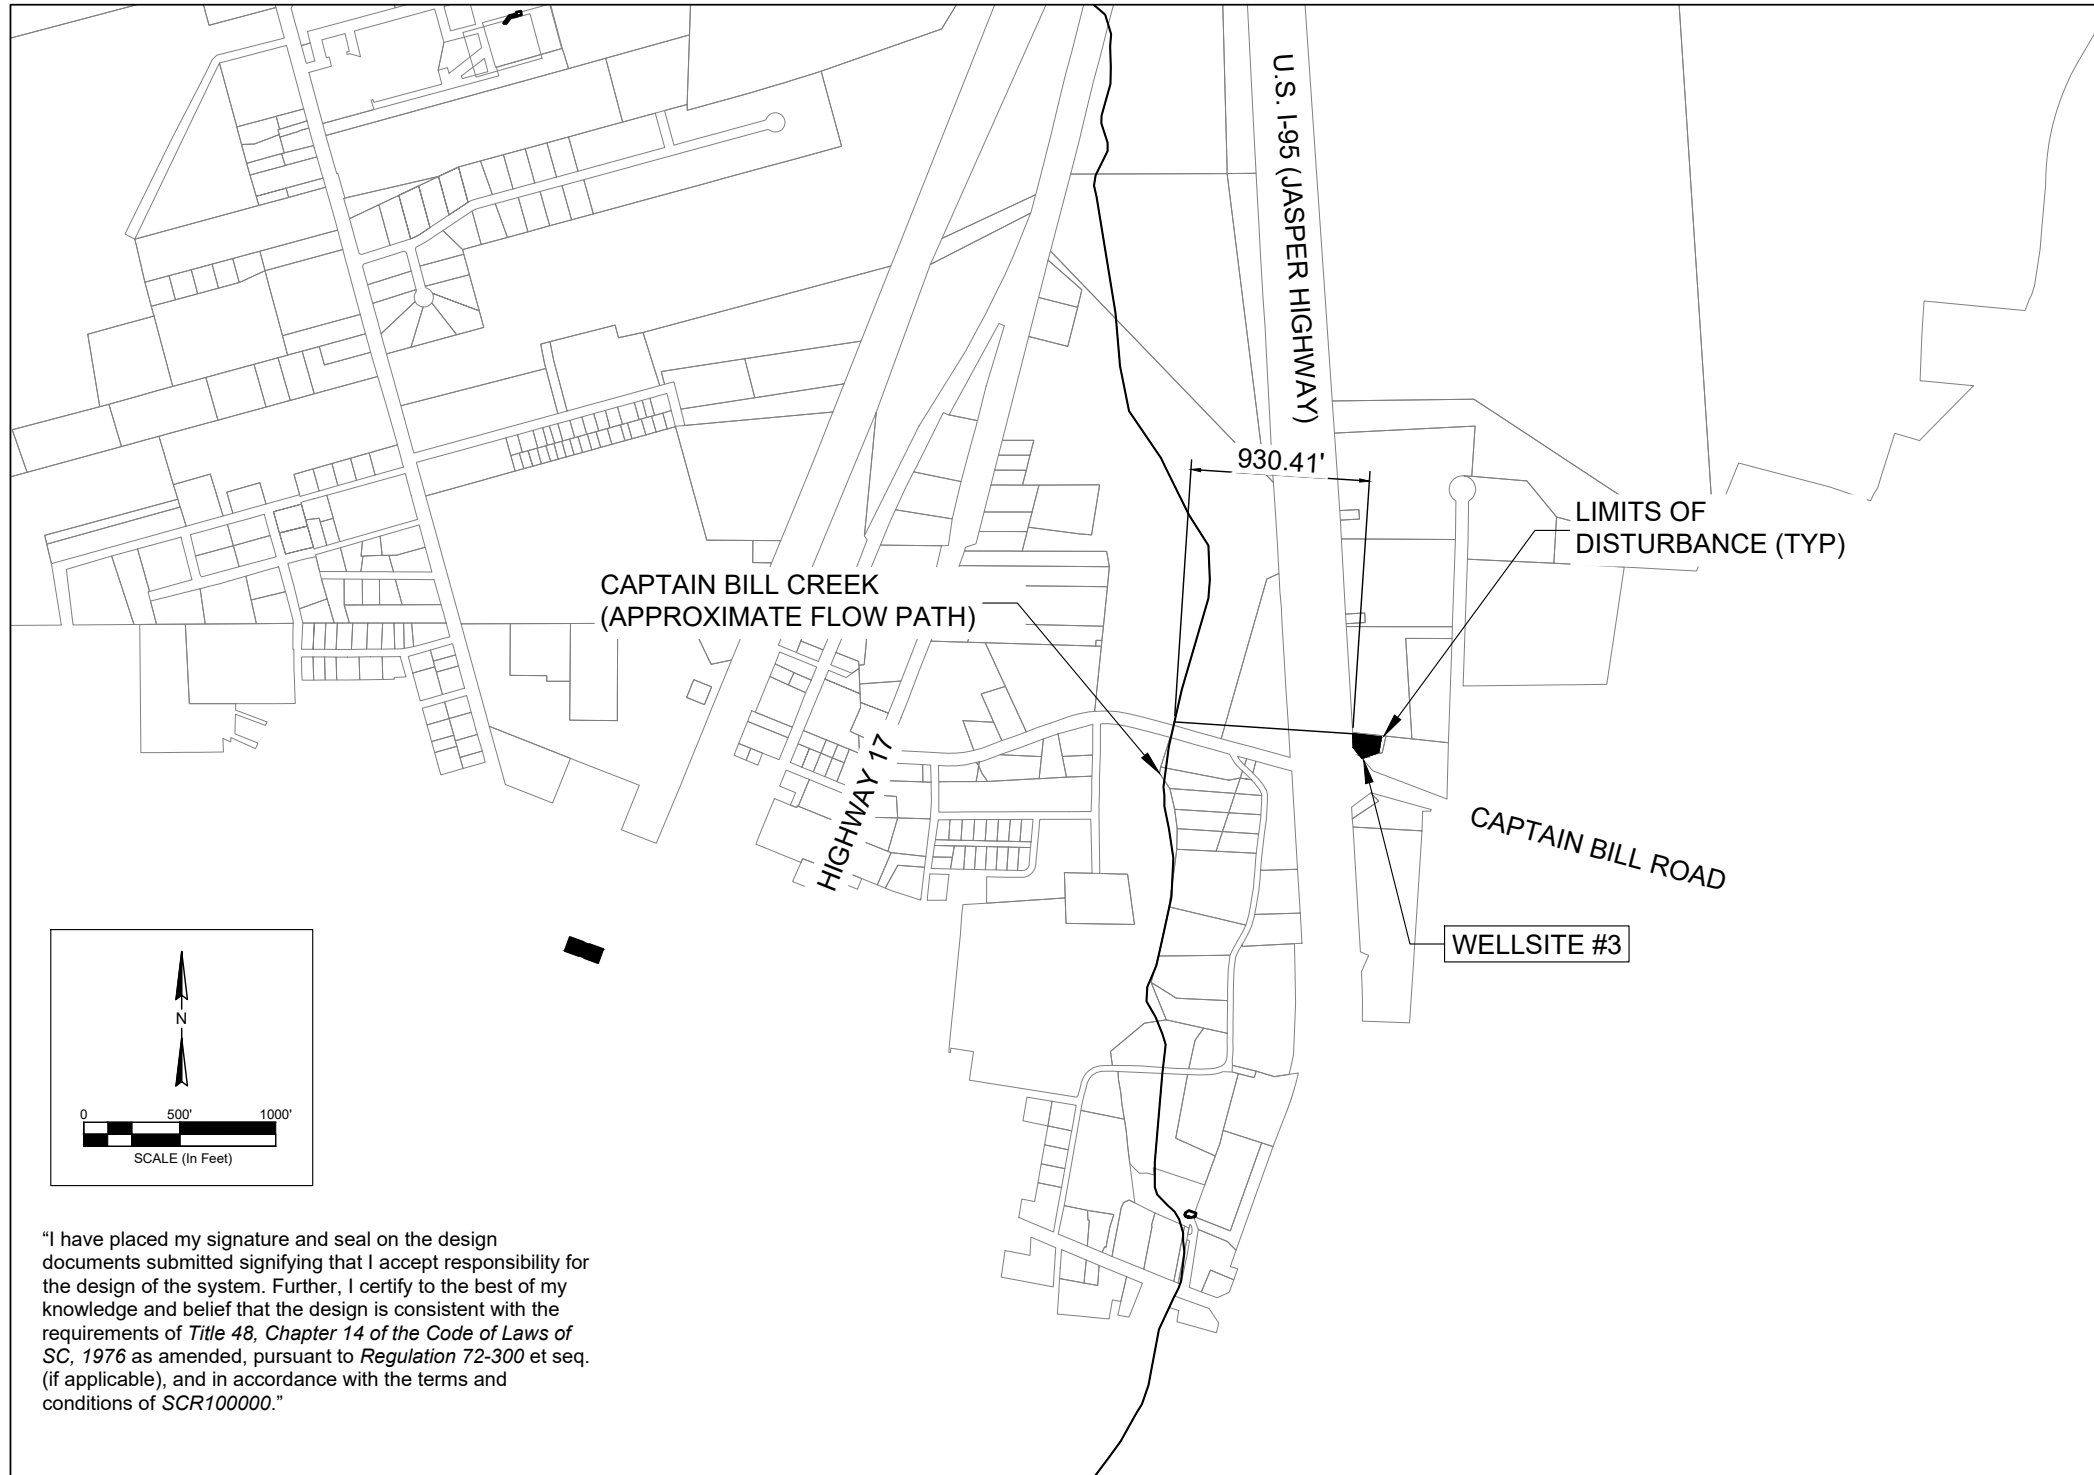 U.S. I-95 (JASPER HIGHWAY)
930.41'
LIMITS OF
DISTURBANCE (TYP)
CAPTAIN BILL CREEK
(APPROXIMATE FLOW PATH)
HIGHWAY 17
CAPTAIN BILL ROAD
WELLSITE #3
N
0 500' 1000'
SCALE (In Feet)
“I have placed my signature and seal on the design
documents submitted signifying that I accept responsibility for
the design of the system. Further, I certify to the best of my
knowledge and belief that the design is consistent with the
requirements of Title 48, Chapter 14 of the Code of Laws of
SC, 1976 as amended, pursuant to Regulation 72-300 et seq.
(if applicable), and in accordance with the terms and
conditions of SCR100000.”